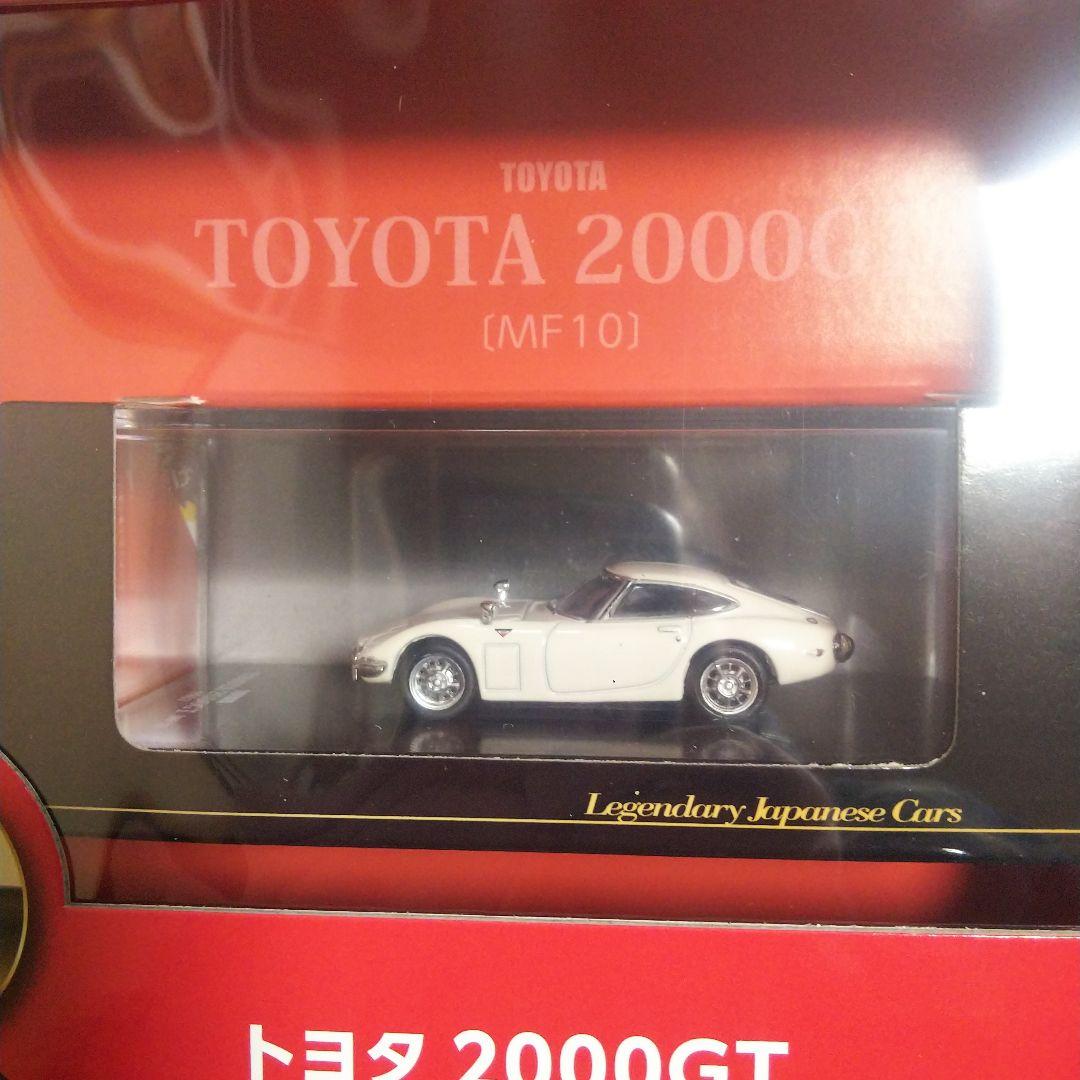 TOYOTA
TOYOTA 2000G
[MF10]
Legendary Japanese Cars
トヨタ 2000GT